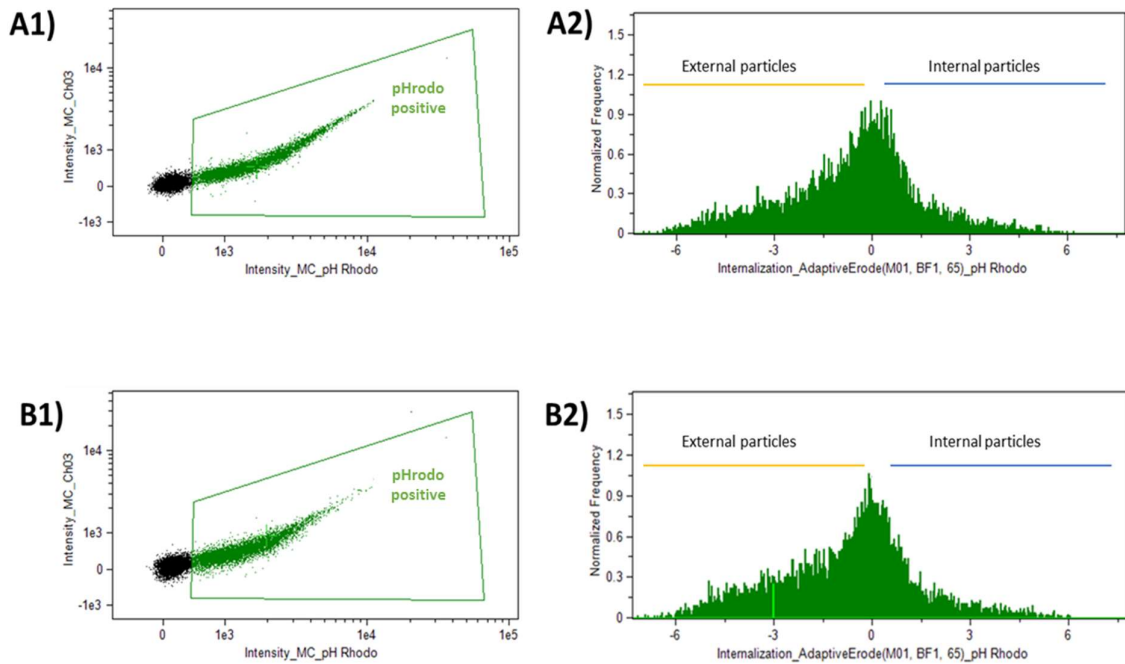 A1)
Intensity_MC_Ch03
1e4
1e3
0
-1e3
pHrodo
positive
0
1e3
1e4
1e5
Intensity_MC_pH Rhodo
A2)
Normalized Frequency
1.5
1.2
0.9
0.6
0.3
0
External particles
Internal particles
-6
-3
0
3
6
Internalization_AdaptiveErode(M01, BF1, 65)_pH Rhodo
B1)
Intensity_MC_Ch03
1e4
1e3
0
-1e3
pHrodo
positive
0
1e3
1e4
1e5
Intensity_MC_pH Rhodo
B2)
Normalized Frequency
1.5
1.2
0.9
0.6
0.3
0
External particles
Internal particles
-6
-3
0
3
6
Internalization_AdaptiveErode(M01, BF1, 65)_pH Rhodo